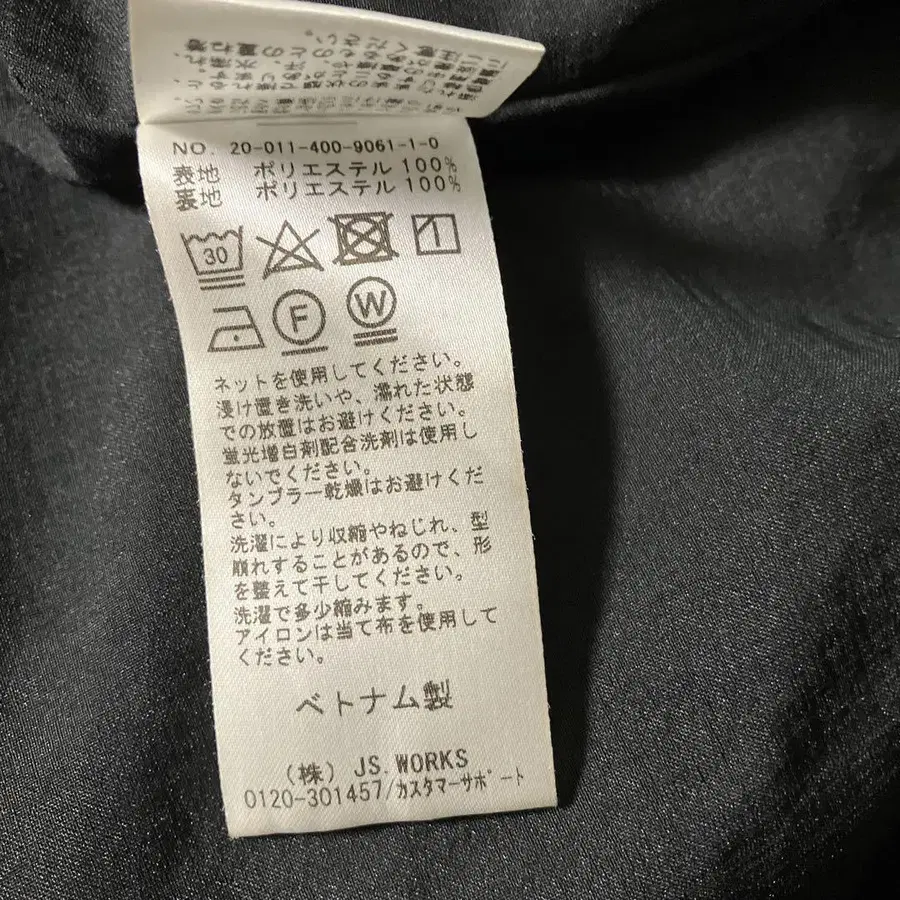 NO. 20-011-400-9061-1-0
表地 ポリエステル 100%
裏地 ポリエステル 100%
30
F W
ネットを使用してください。
浸け置き洗いや、濡れた状態
での放置はお避けください。
蛍光増白剤配合洗剤は使用し
ないでください。
タンブラー乾燥はお避けくだ
さい。
洗濯により収縮やねじれ、型
崩れすることがあるので、形
を整えて干してください。
洗濯で多少縮みます。
アイロンは当て布を使用して
ください。
ベトナム製
(株) JS.WORKS
0120-301457/カスタマーサポート